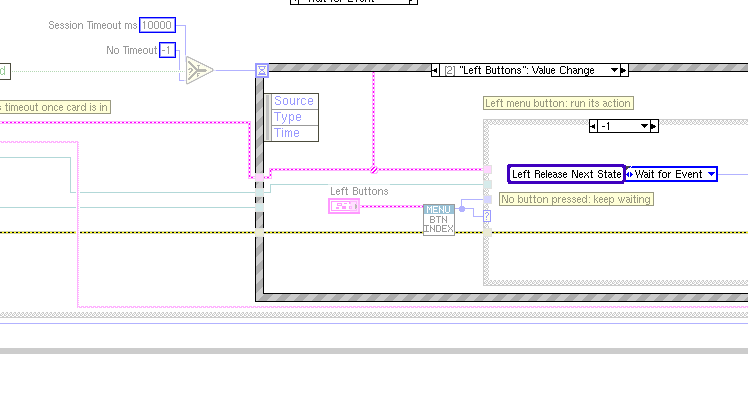 Wait for Event
Session Timeout ms 10000
No Timeout -1
[2] "Left Buttons": Value Change
d
s timeout once card is in
Source
Type
Time
Left menu button: run its action
-1
Left Release Next State
Wait for Event
Left Buttons
No button pressed: keep waiting
MENU
BTN
INDEX
?